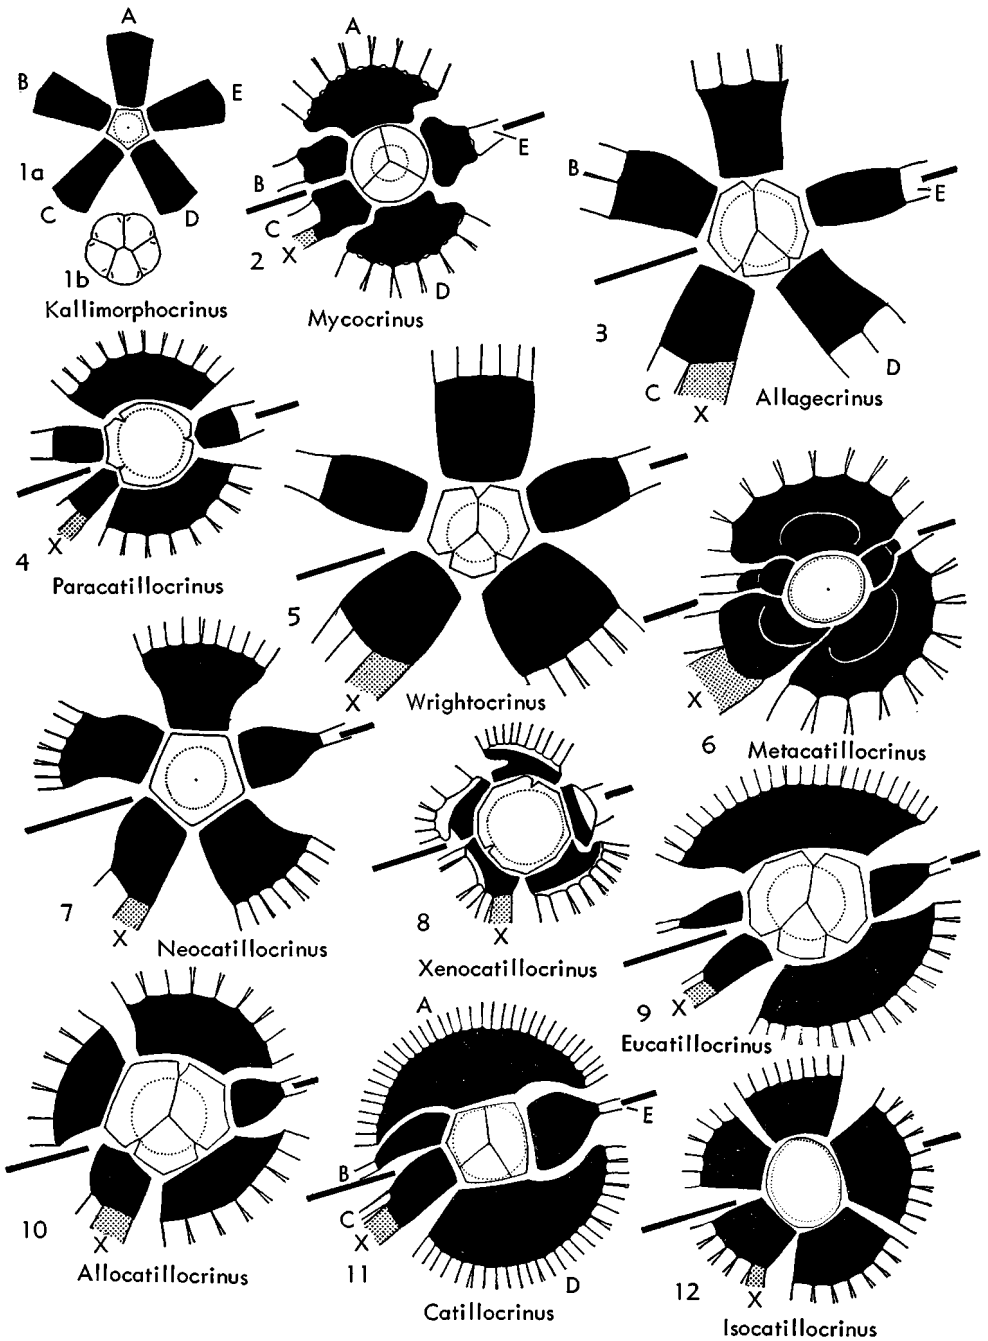 A
B
E
1a
C
D
1b
Kallimorphocrinus
A
E
B
C
X
2
D
Mycocrinus
B
E
3
C
X
D
Allagecrinus
X
4
Paracatillocrinus
5
X
Wrightocrinus
X
6
Metacatillocrinus
7
X
Neocatillocrinus
8
X
Xenocatillocrinus
9
X
Eucatillocrinus
10
X
Allocatillocrinus
A
E
B
C
X
11
D
Catillocrinus
12
X
Isocatillocrinus